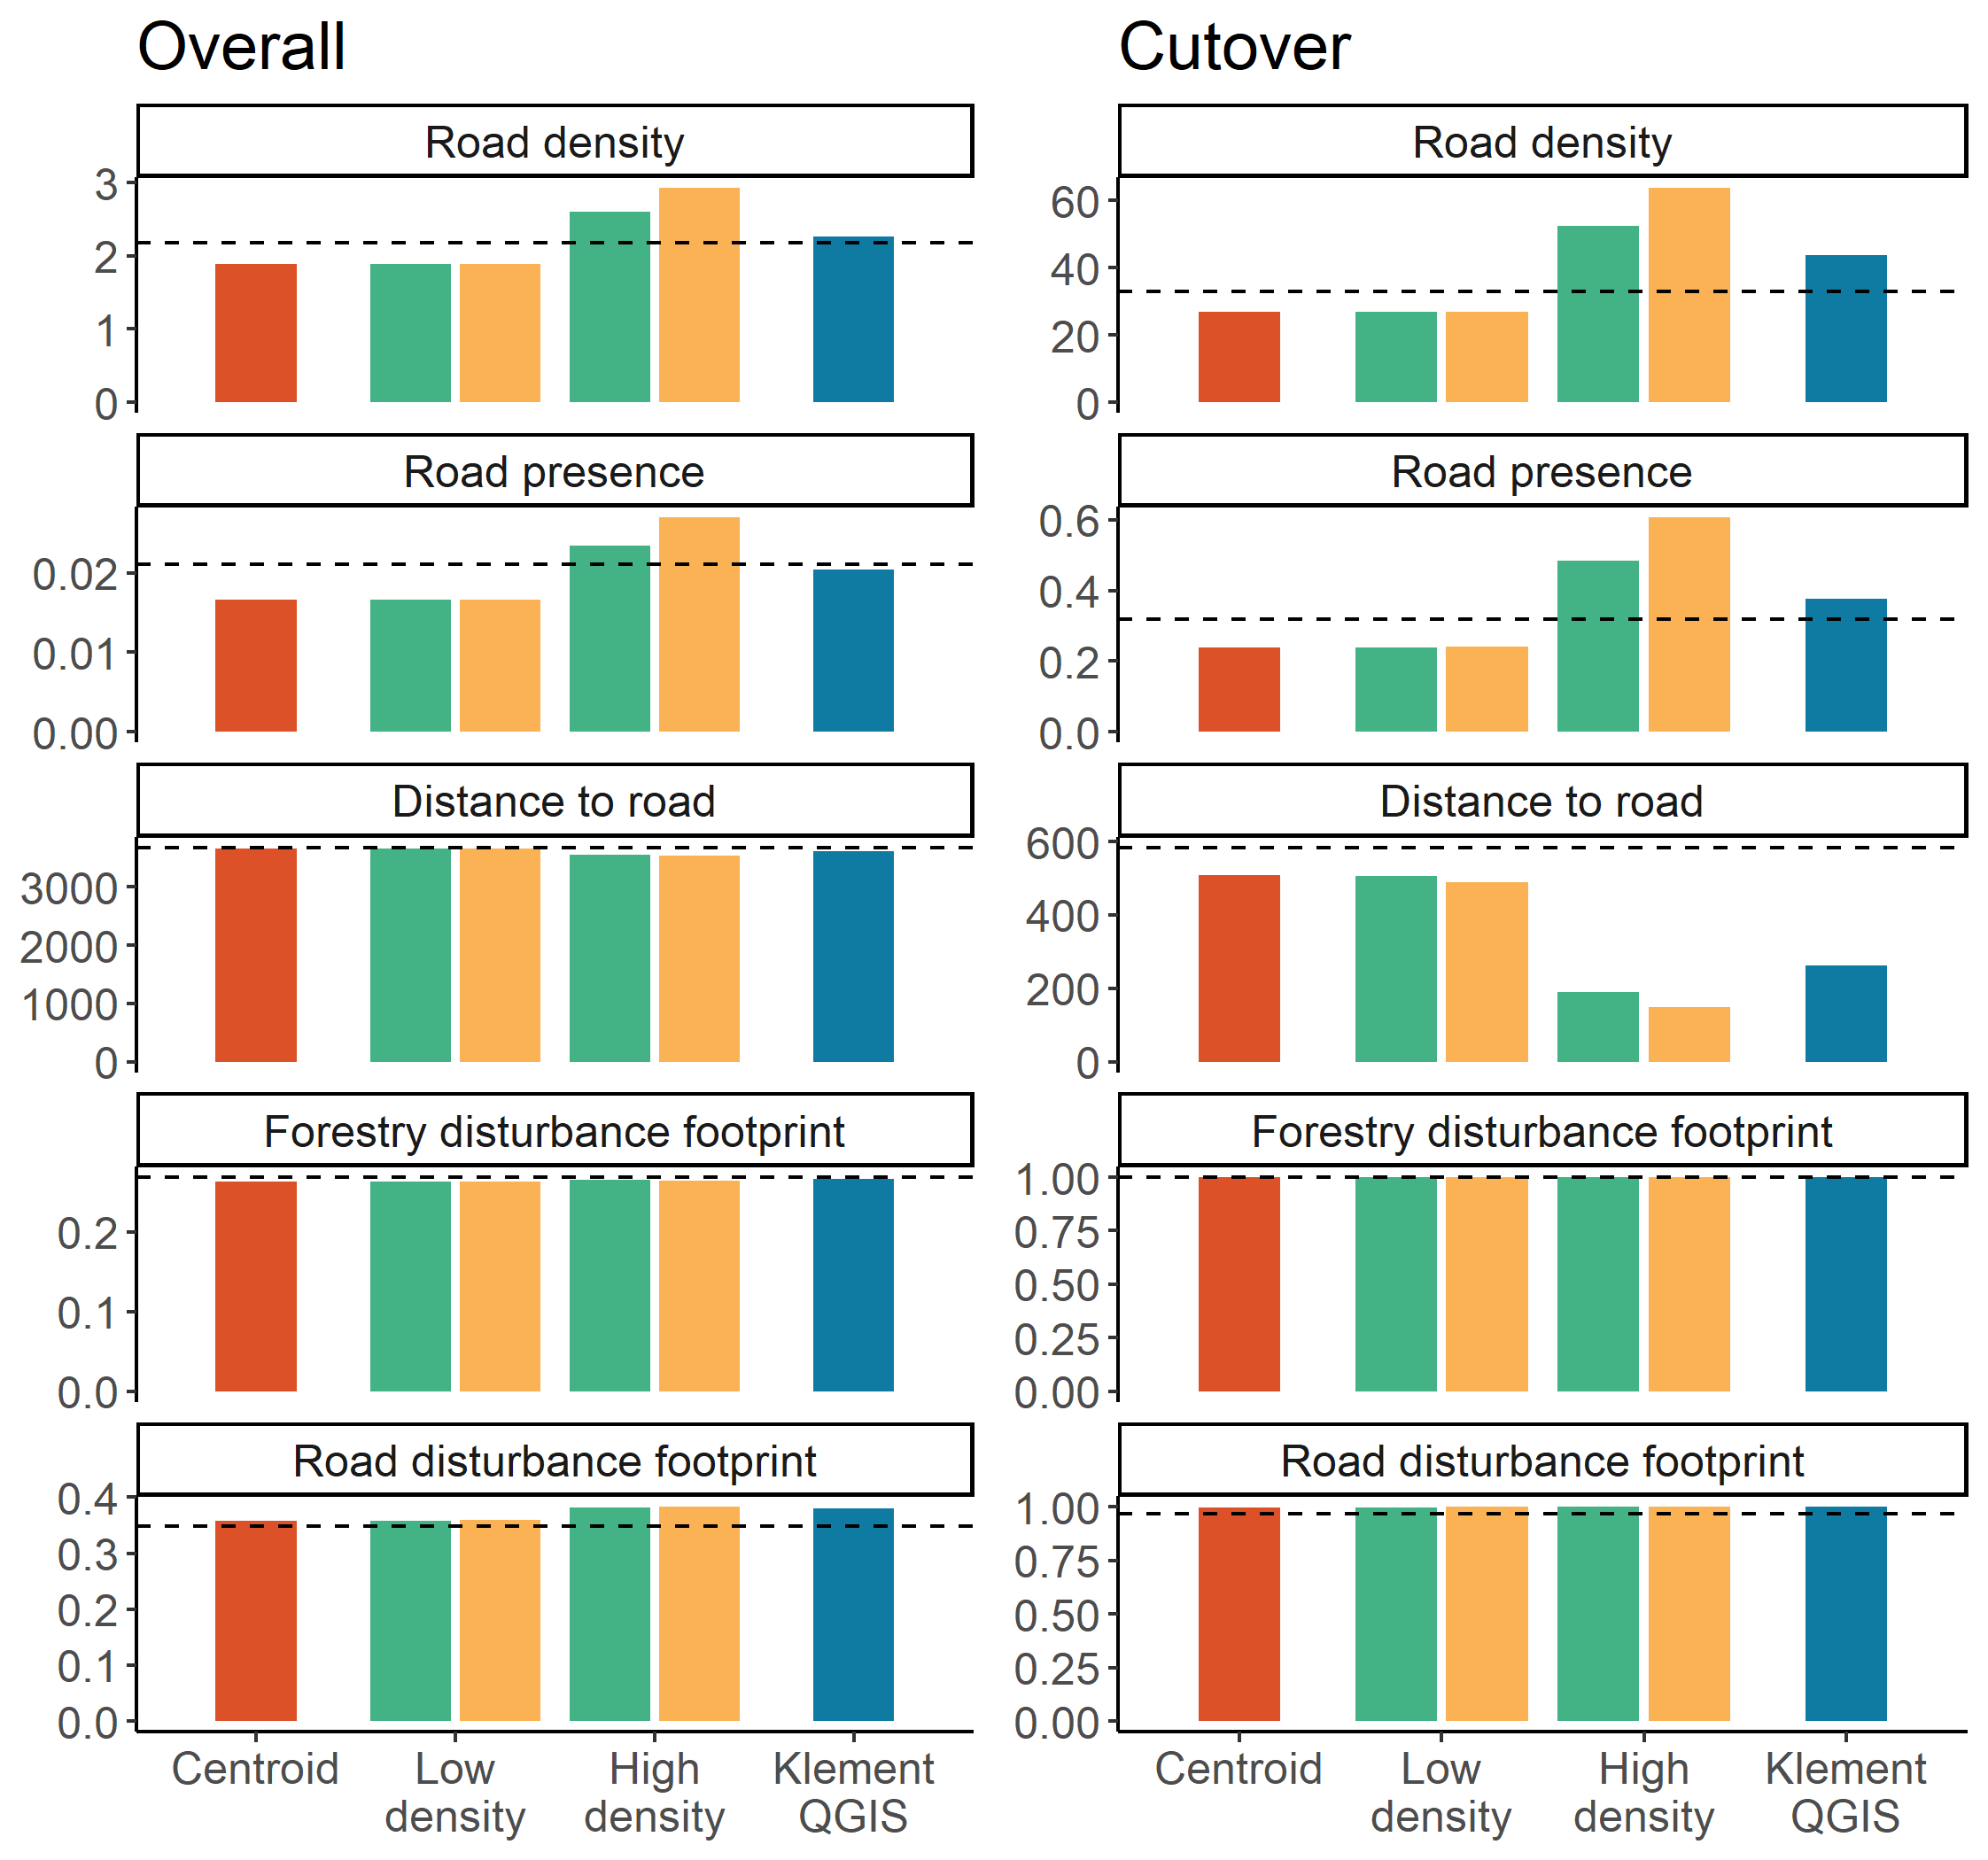 Overall
Road density
3
2
1
0
Road presence
0.02
0.01
0.00
Distance to road
3000
2000
1000
0
Forestry disturbance footprint
0.2
0.1
0.0
Road disturbance footprint
0.4
0.3
0.2
0.1
0.0
Centroid
Low
density
High
density
Klement
QGIS
Cutover
Road density
60
40
20
0
Road presence
0.6
0.4
0.2
0.0
Distance to road
600
400
200
0
Forestry disturbance footprint
1.00
0.75
0.50
0.25
0.00
Road disturbance footprint
1.00
0.75
0.50
0.25
0.00
Centroid
Low
density
High
density
Klement
QGIS